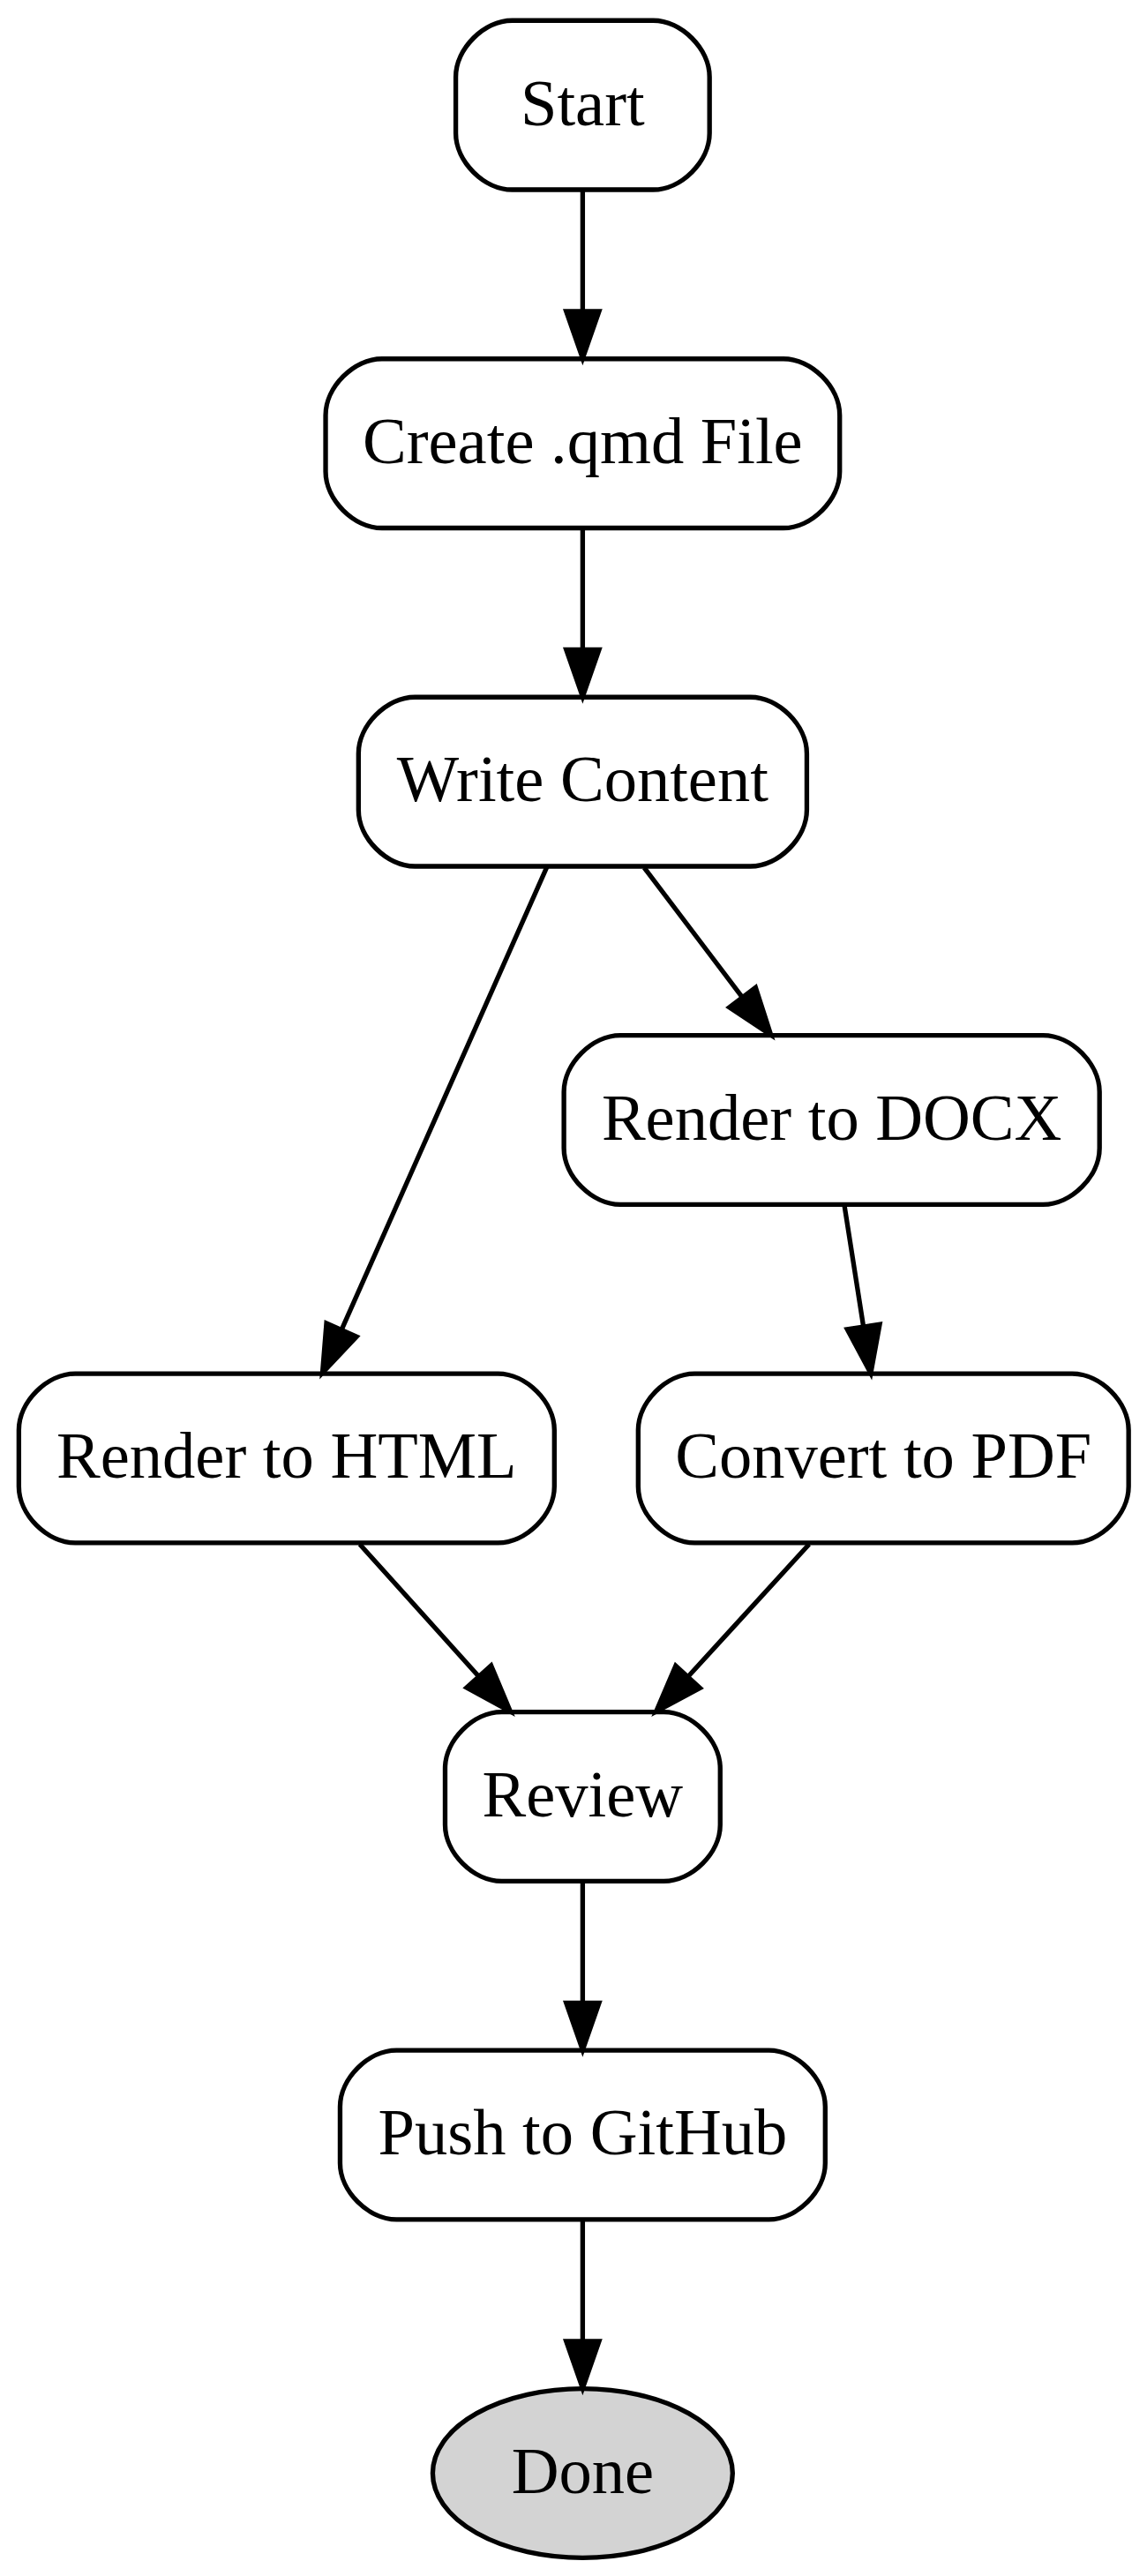 Start
Create .qmd File
Write Content
Render to DOCX
Render to HTML
Convert to PDF
Review
Push to GitHub
Done